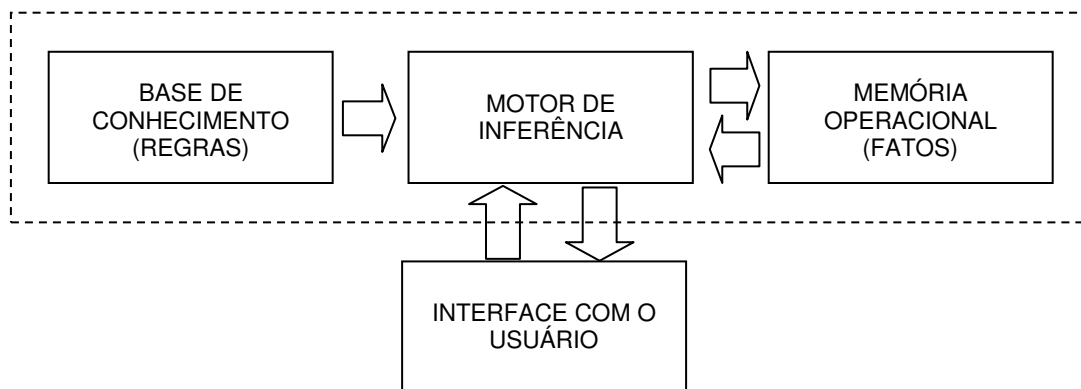 BASE DE
CONHECIMENTO
(REGRAS)
MOTOR DE
INFERÊNCIA
MEMÓRIA
OPERACIONAL
(FATOS)
INTERFACE COM O
USUÁRIO